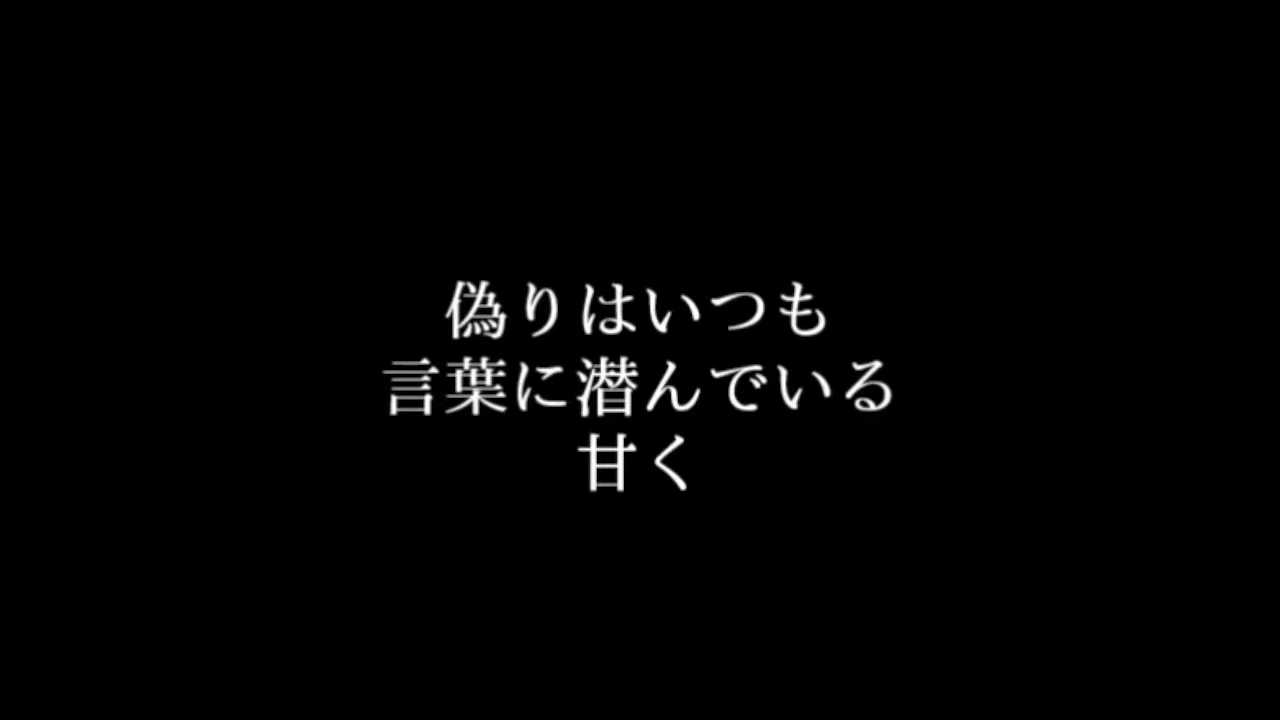 偽りはいつも
言葉に潜んでいる
甘く